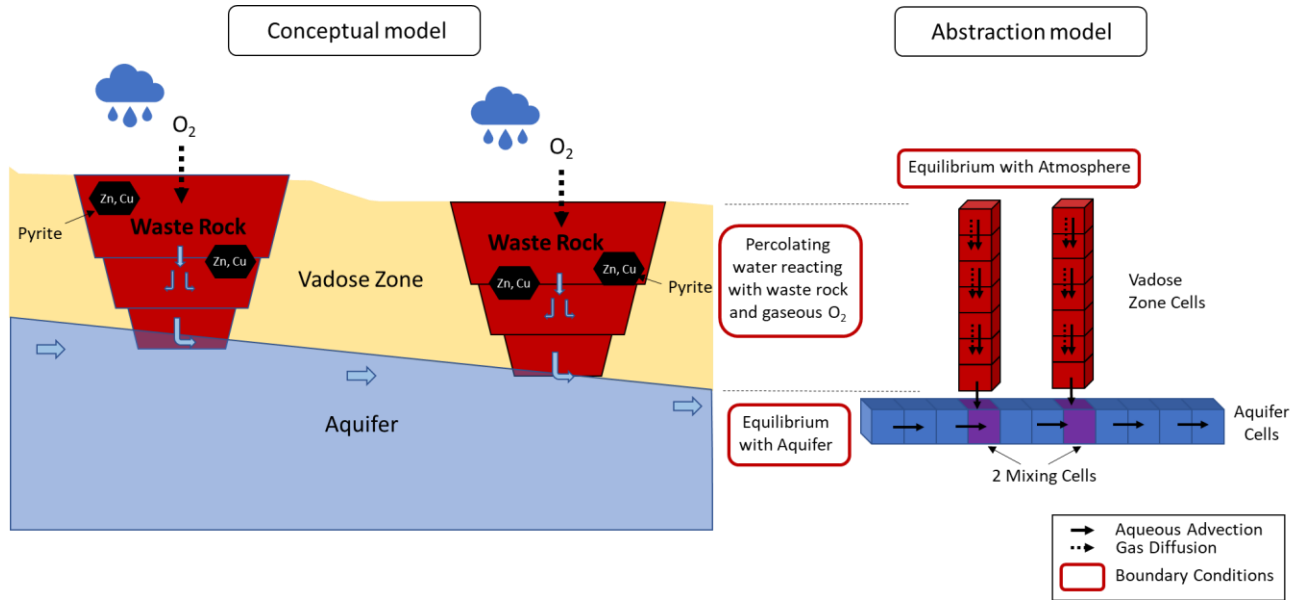 Conceptual model
O₂
Zn, Cu
Pyrite
Waste Rock
Zn, Cu
Vadose Zone
Aquifer
O₂
Waste Rock
Zn, Cu
Zn, Cu
Pyrite
Abstraction model
Equilibrium with Atmosphere
Percolating
water reacting
with waste rock
and gaseous O₂
Vadose
Zone Cells
Equilibrium
with Aquifer
Aquifer
Cells
2 Mixing Cells
Aqueous Advection
Gas Diffusion
Boundary Conditions